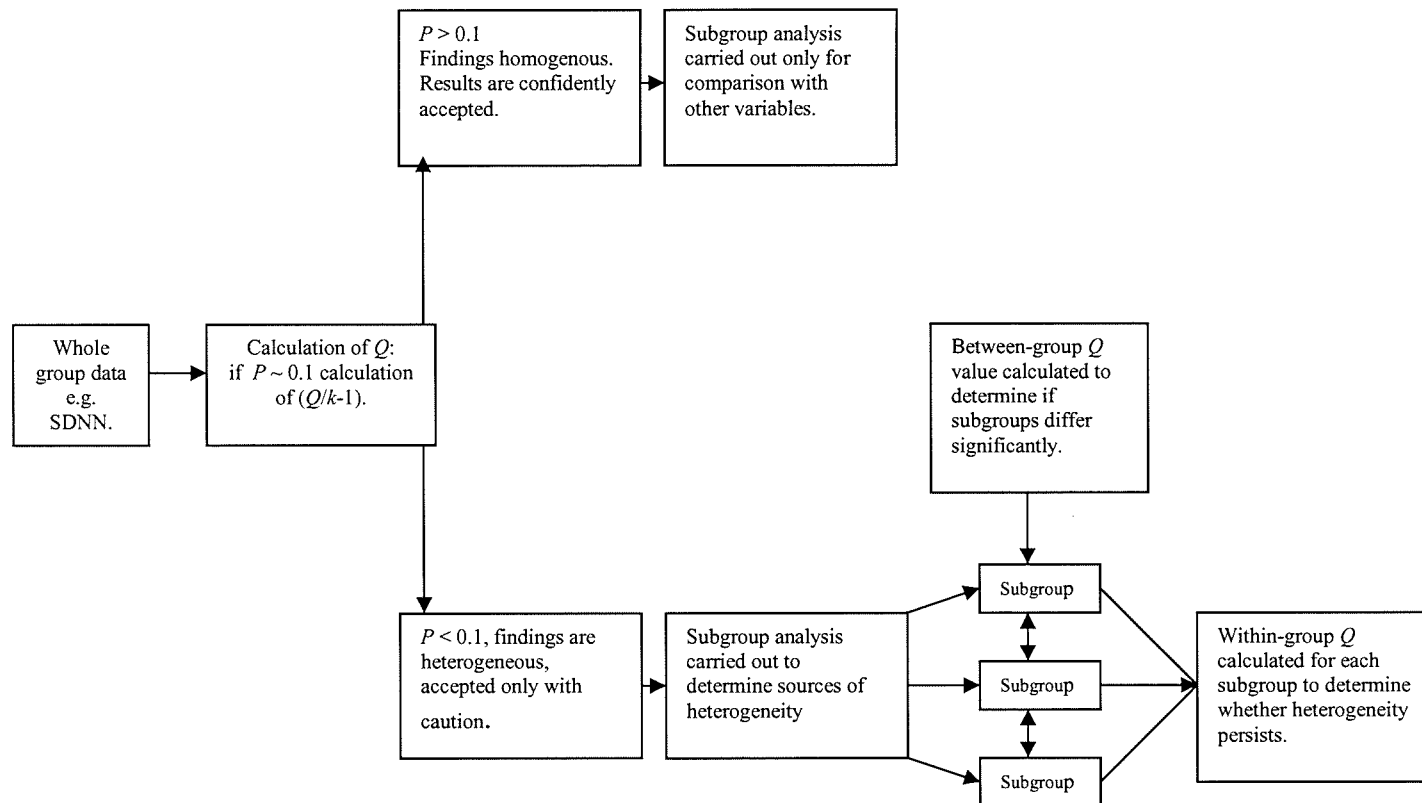 P > 0.1
Findings homogenous.
Results are confidently
accepted.
Subgroup analysis
carried out only for
comparison with
other variables.
Whole
group data
e.g.
SDNN.
Calculation of Q:
if P ~ 0.1 calculation
of (Q/k-1).
Between-group Q
value calculated to
determine if
subgroups differ
significantly.
P < 0.1, findings are
heterogeneous,
accepted only with
caution.
Subgroup analysis
carried out to
determine sources of
heterogeneity
Subgroup
Subgroup
Subgroup
Within-group Q
calculated for each
subgroup to determine
whether heterogeneity
persists.